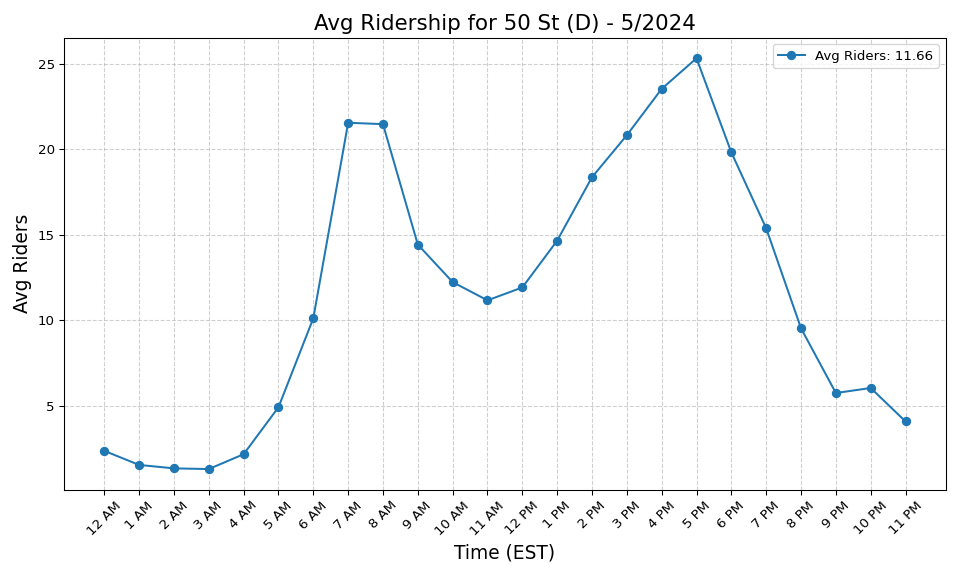 Avg Ridership for 50 St (D) - 5/2024
Avg Riders: 11.66
Avg Riders
25
20
15
10
5
12 AM
1 AM
2 AM
3 AM
4 AM
5 AM
6 AM
7 AM
8 AM
9 AM
10 AM
11 AM
12 PM
1 PM
2 PM
3 PM
4 PM
5 PM
6 PM
7 PM
8 PM
9 PM
10 PM
11 PM
Time (EST)